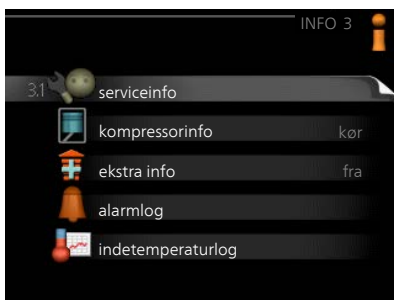 INFO 3
3.1 serviceinfo
kompressorinfo kør
ekstra info fra
alarmlog
indetemperaturlog